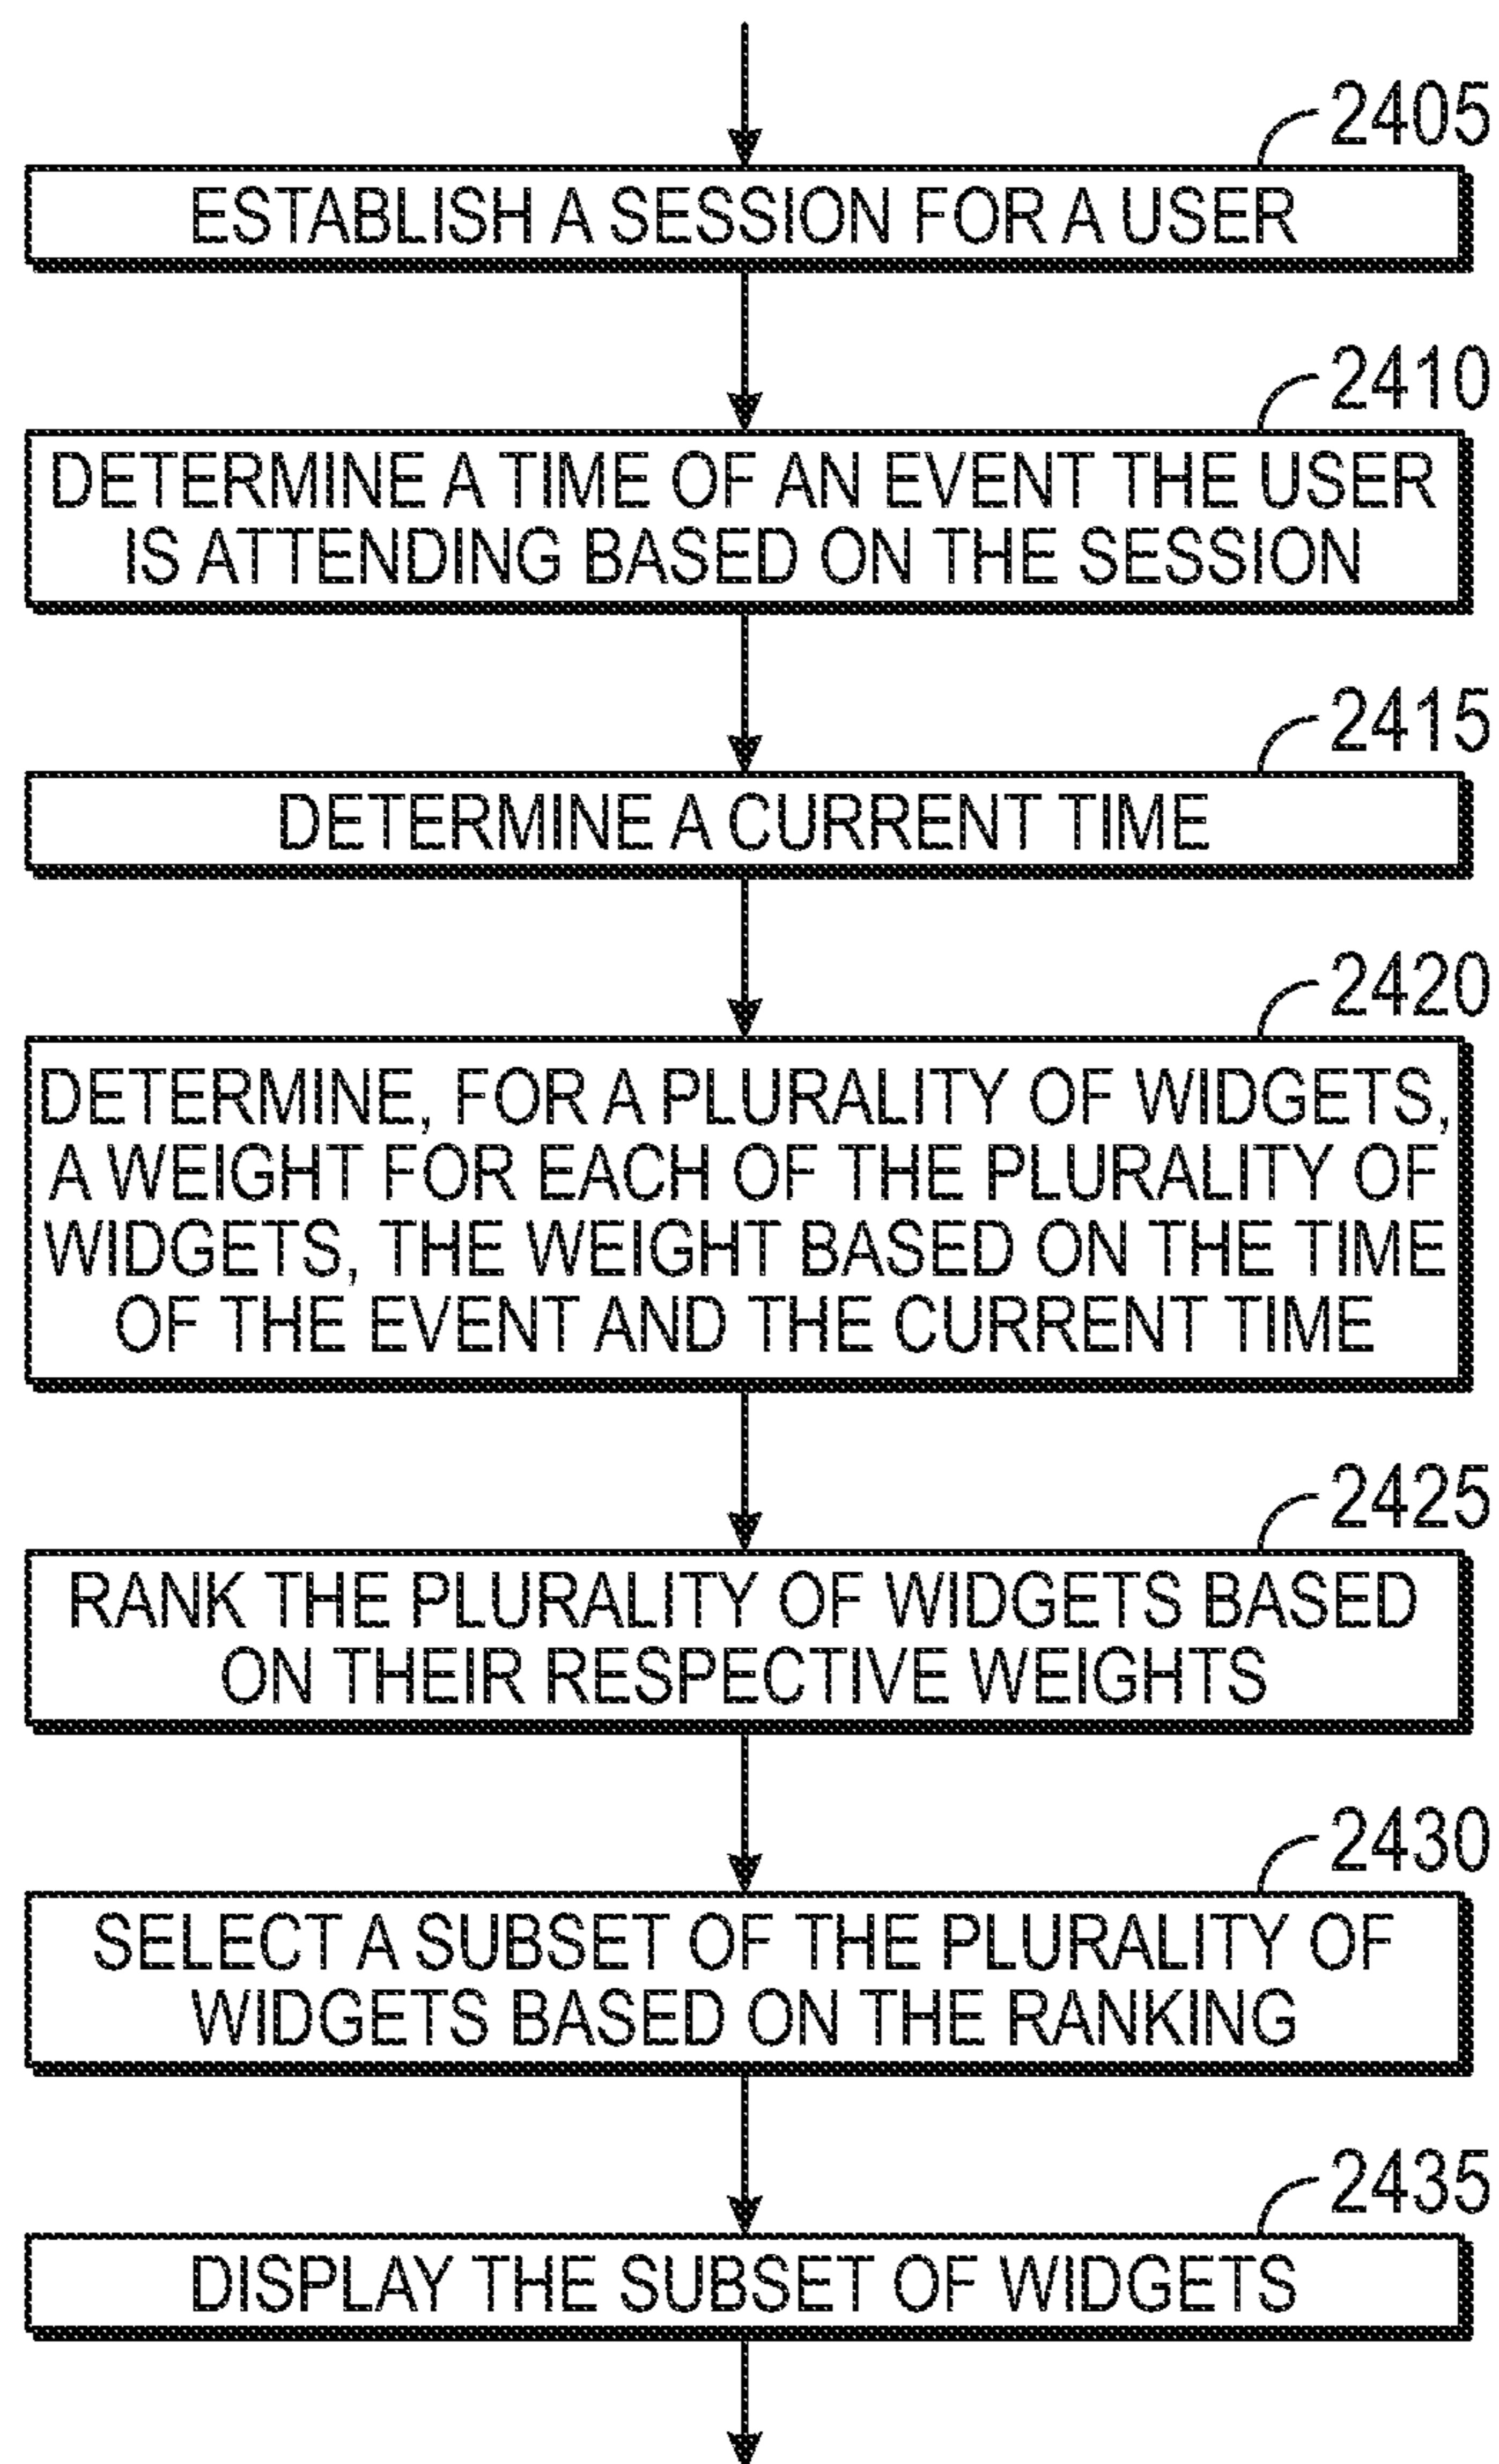 2405
ESTABLISH A SESSION FOR A USER
2410
DETERMINE A TIME OF AN EVENT THE USER
IS ATTENDING BASED ON THE SESSION
2415
DETERMINE A CURRENT TIME
2420
DETERMINE, FOR A PLURALITY OF WIDGETS,
A WEIGHT FOR EACH OF THE PLURALITY OF
WIDGETS, THE WEIGHT BASED ON THE TIME
OF THE EVENT AND THE CURRENT TIME
2425
RANK THE PLURALITY OF WIDGETS BASED
ON THEIR RESPECTIVE WEIGHTS
2430
SELECT A SUBSET OF THE PLURALITY OF
WIDGETS BASED ON THE RANKING
2435
DISPLAY THE SUBSET OF WIDGETS